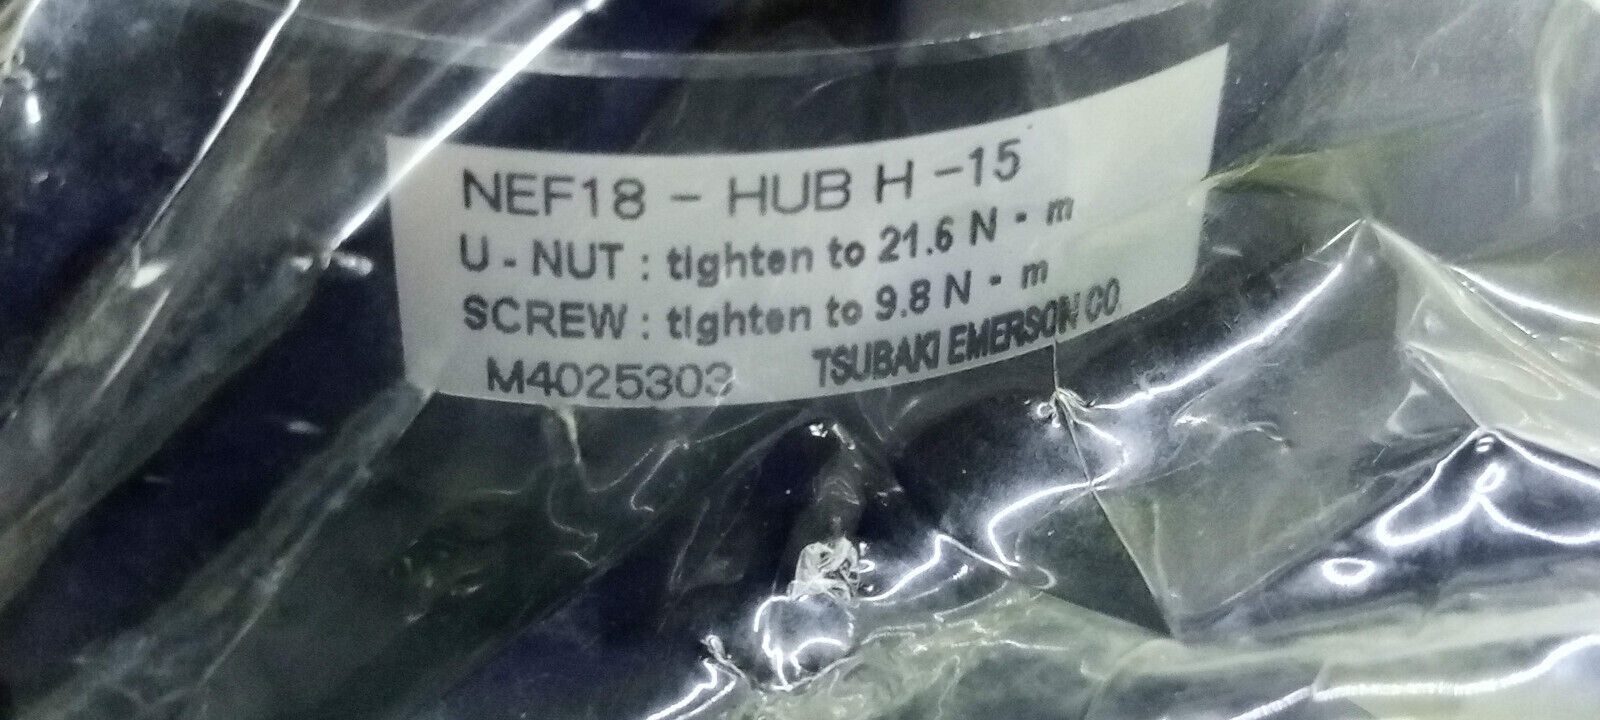 NEF18 - HUB H -15
U - NUT : tighten to 21.6 N · m
SCREW : tighten to 9.8 N · m
M4025303 TSUBAKI EMERSON CO.